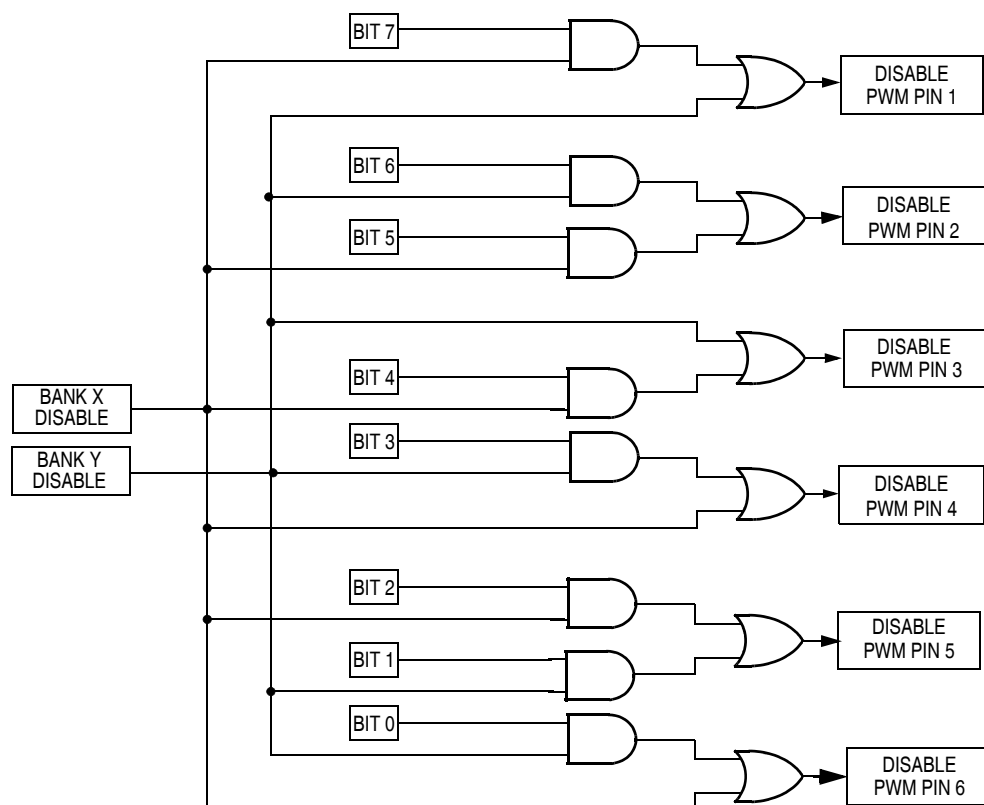 BIT 7
DISABLE
PWM PIN 1
BIT 6
DISABLE
PWM PIN 2
BIT 5
DISABLE
PWM PIN 3
BIT 4
BANK X
DISABLE
BIT 3
BANK Y
DISABLE
DISABLE
PWM PIN 4
BIT 2
DISABLE
PWM PIN 5
BIT 1
BIT 0
DISABLE
PWM PIN 6